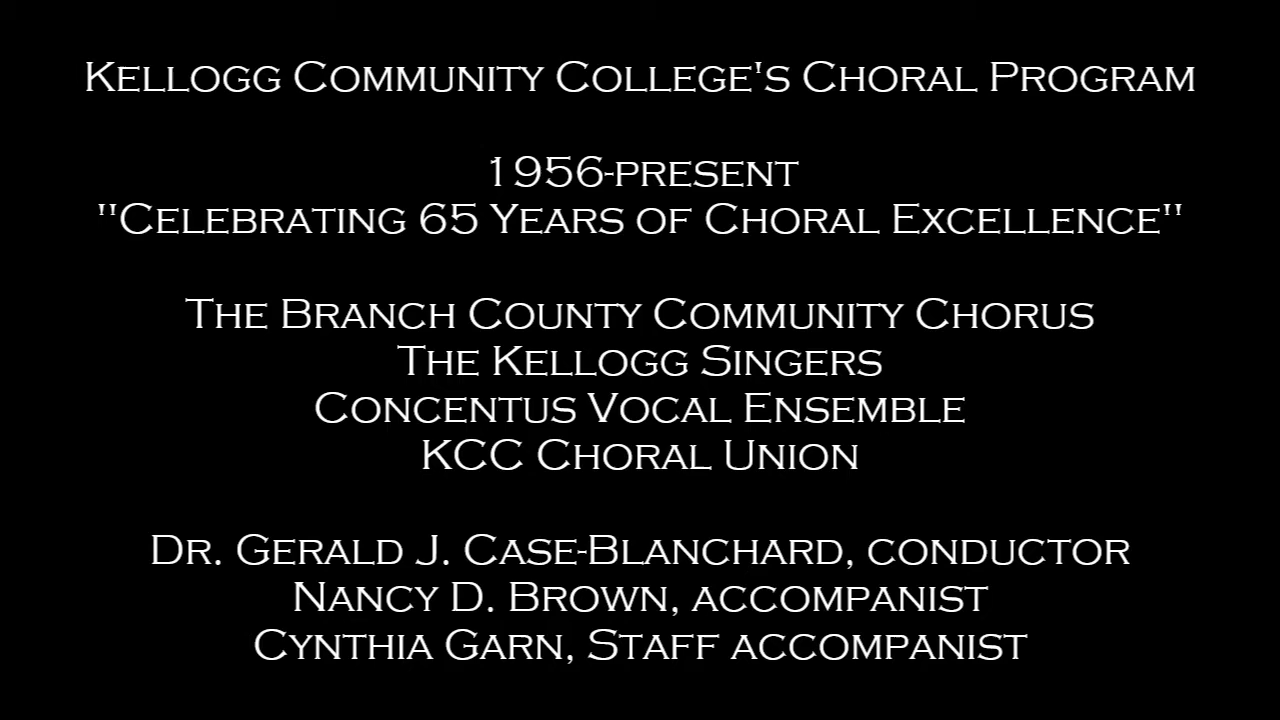 Kellogg Community College's Choral Program
1956-present
"Celebrating 65 Years of Choral Excellence"
The Branch County Community Chorus
The Kellogg Singers
Concentus Vocal Ensemble
KCC Choral Union
Dr. Gerald J. Case-Blanchard, conductor
Nancy D. Brown, accompanist
Cynthia Garn, Staff accompanist